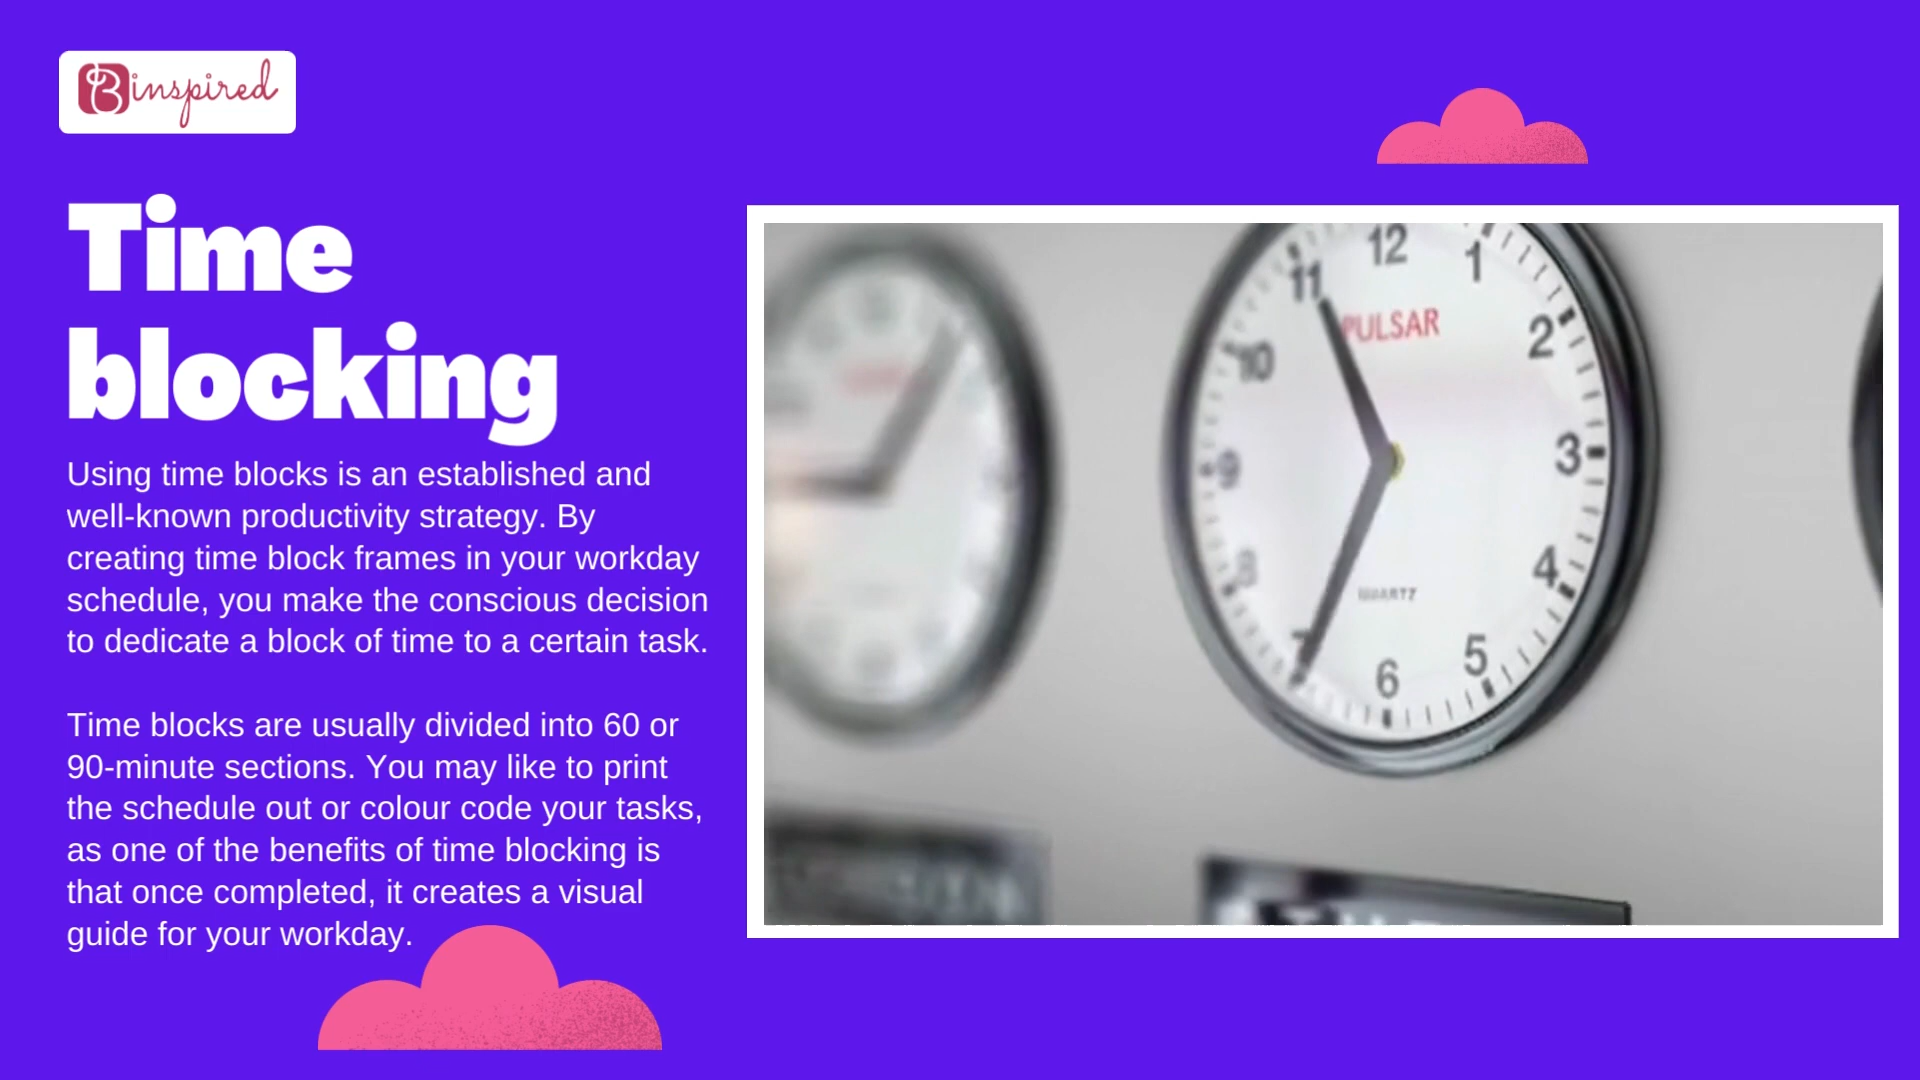 Binspired
Time
blocking
Using time blocks is an established and
well-known productivity strategy. By
creating time block frames in your workday
schedule, you make the conscious decision
to dedicate a block of time to a certain task.
Time blocks are usually divided into 60 or
90-minute sections. You may like to print
the schedule out or colour code your tasks,
as one of the benefits of time blocking is
that once completed, it creates a visual
guide for your workday.
12
11
1
PULSAR
10
2
9
3
8
4
QUARTZ
7
5
6